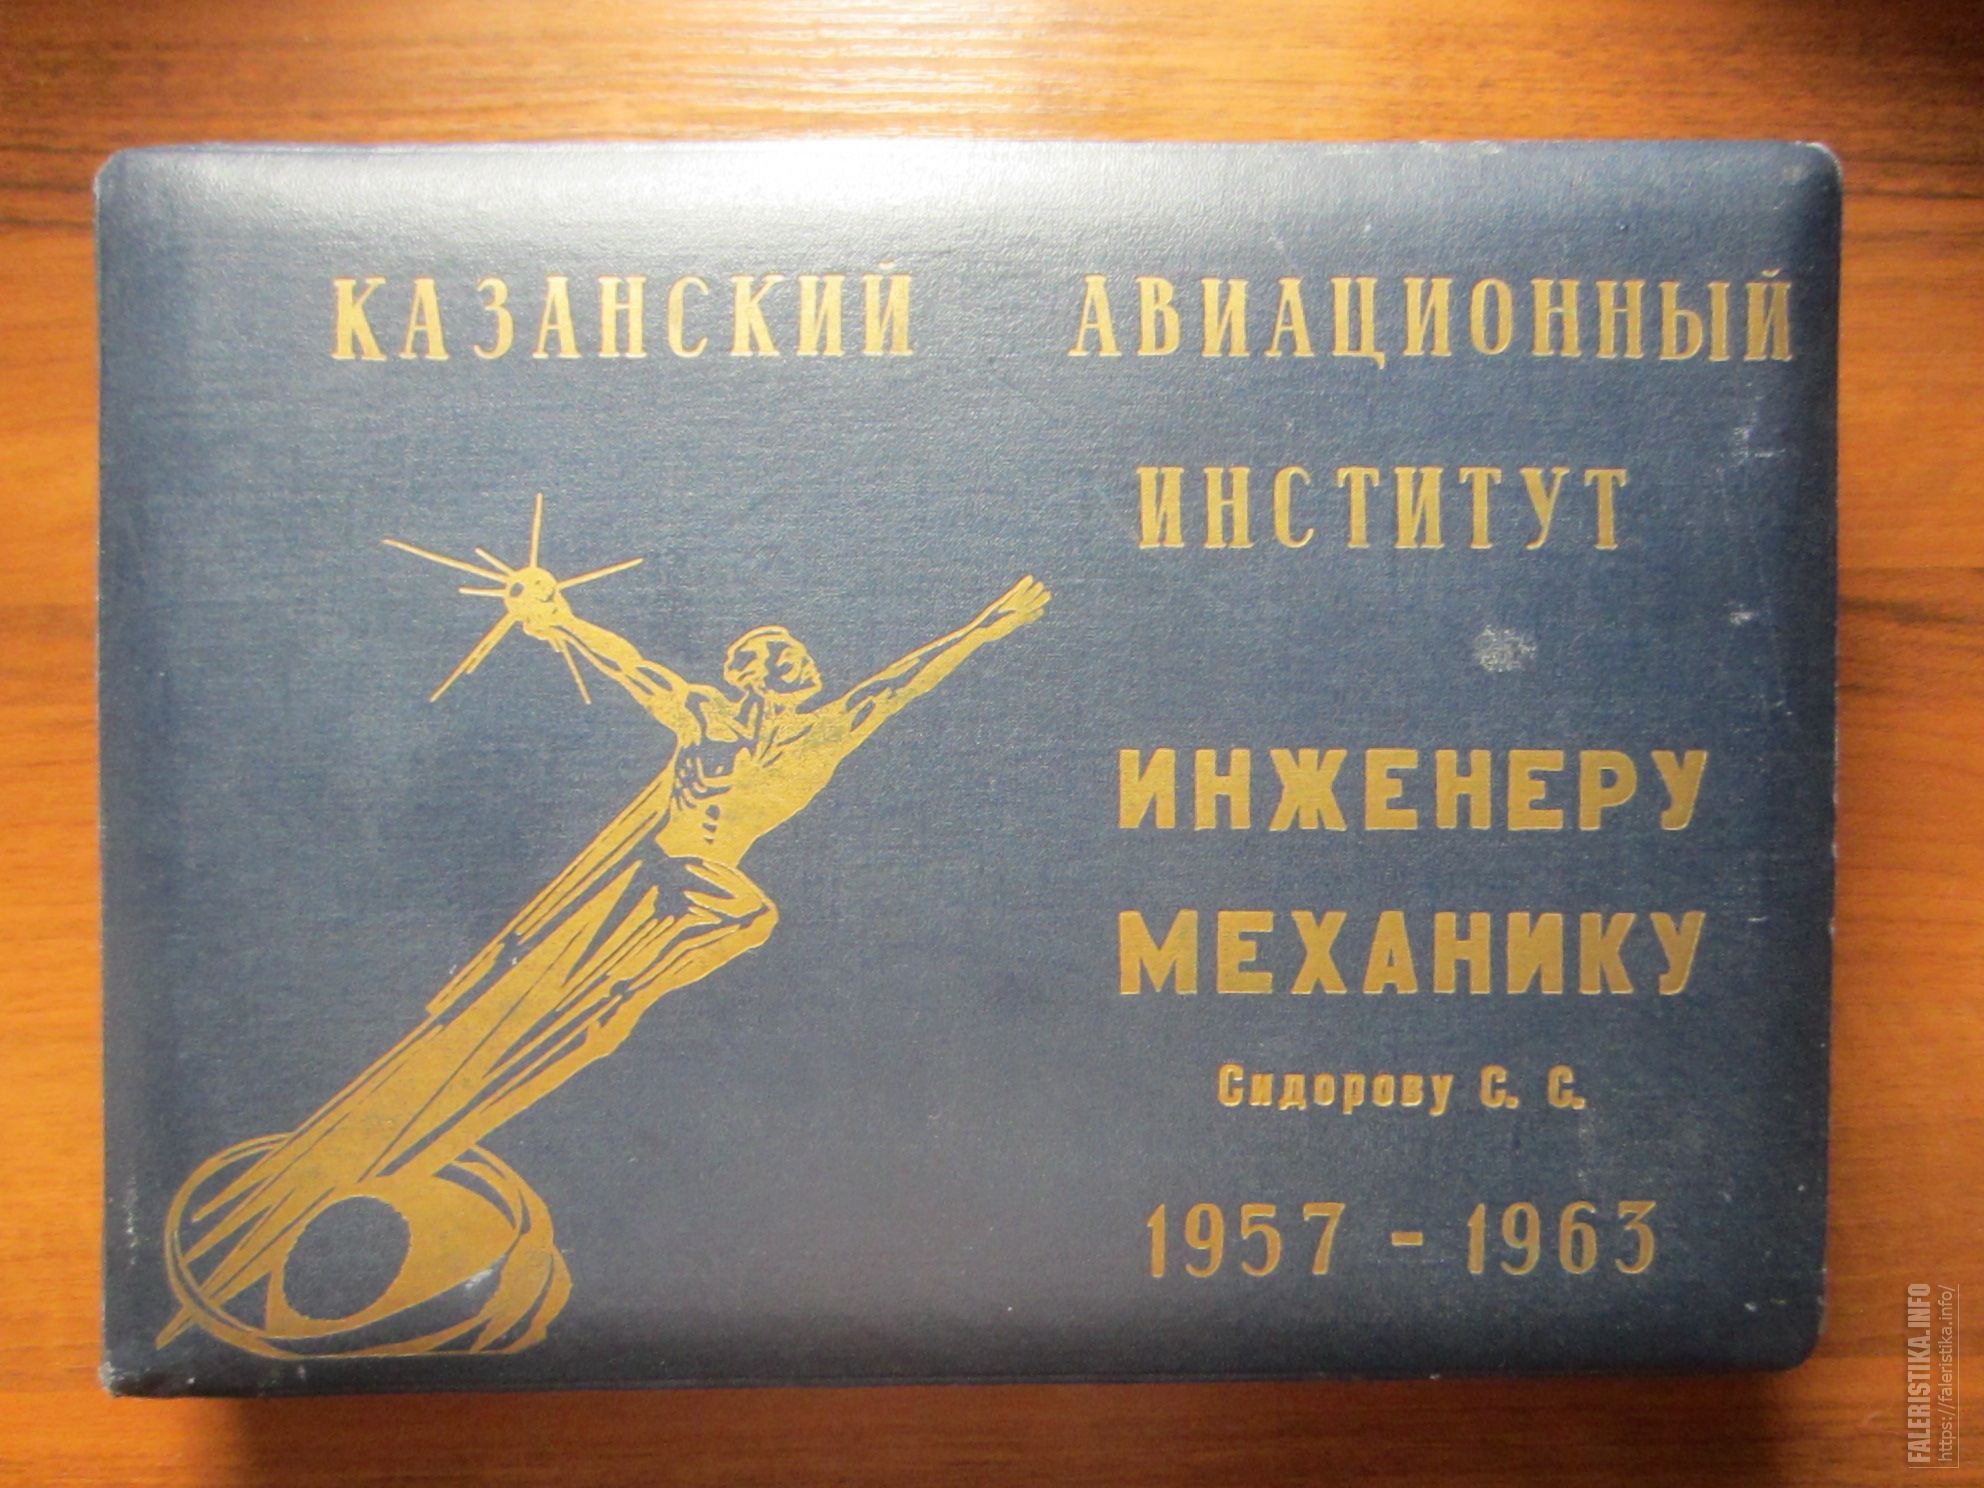 КАЗАНСКИЙ АВИАЦИОННЫЙ
ИНСТИТУТ
ИНЖЕНЕРУ
МЕХАНИКУ
Сидорову С. С.
1957 - 1963
FALERISTIKA.INFO
https://faleristika.info/